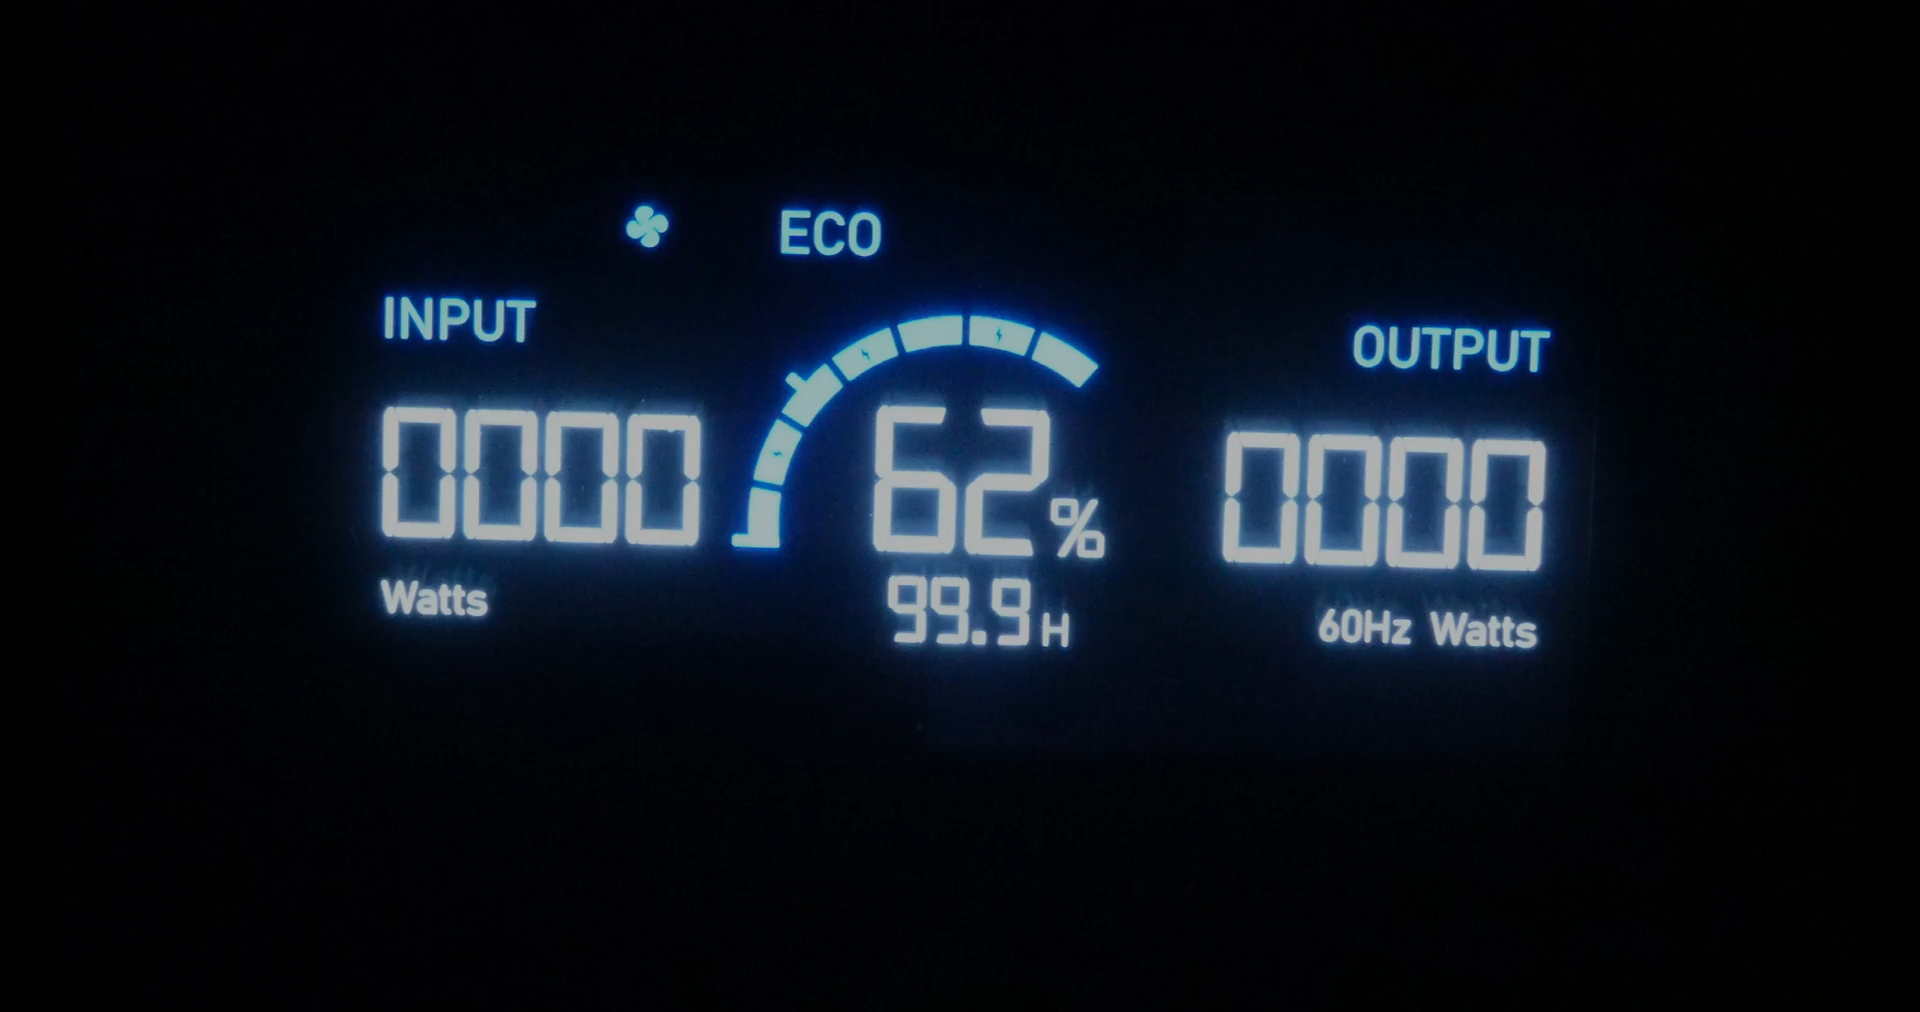 ECO
INPUT
OUTPUT
0000
62%
0000
99.9H
Watts
60Hz Watts